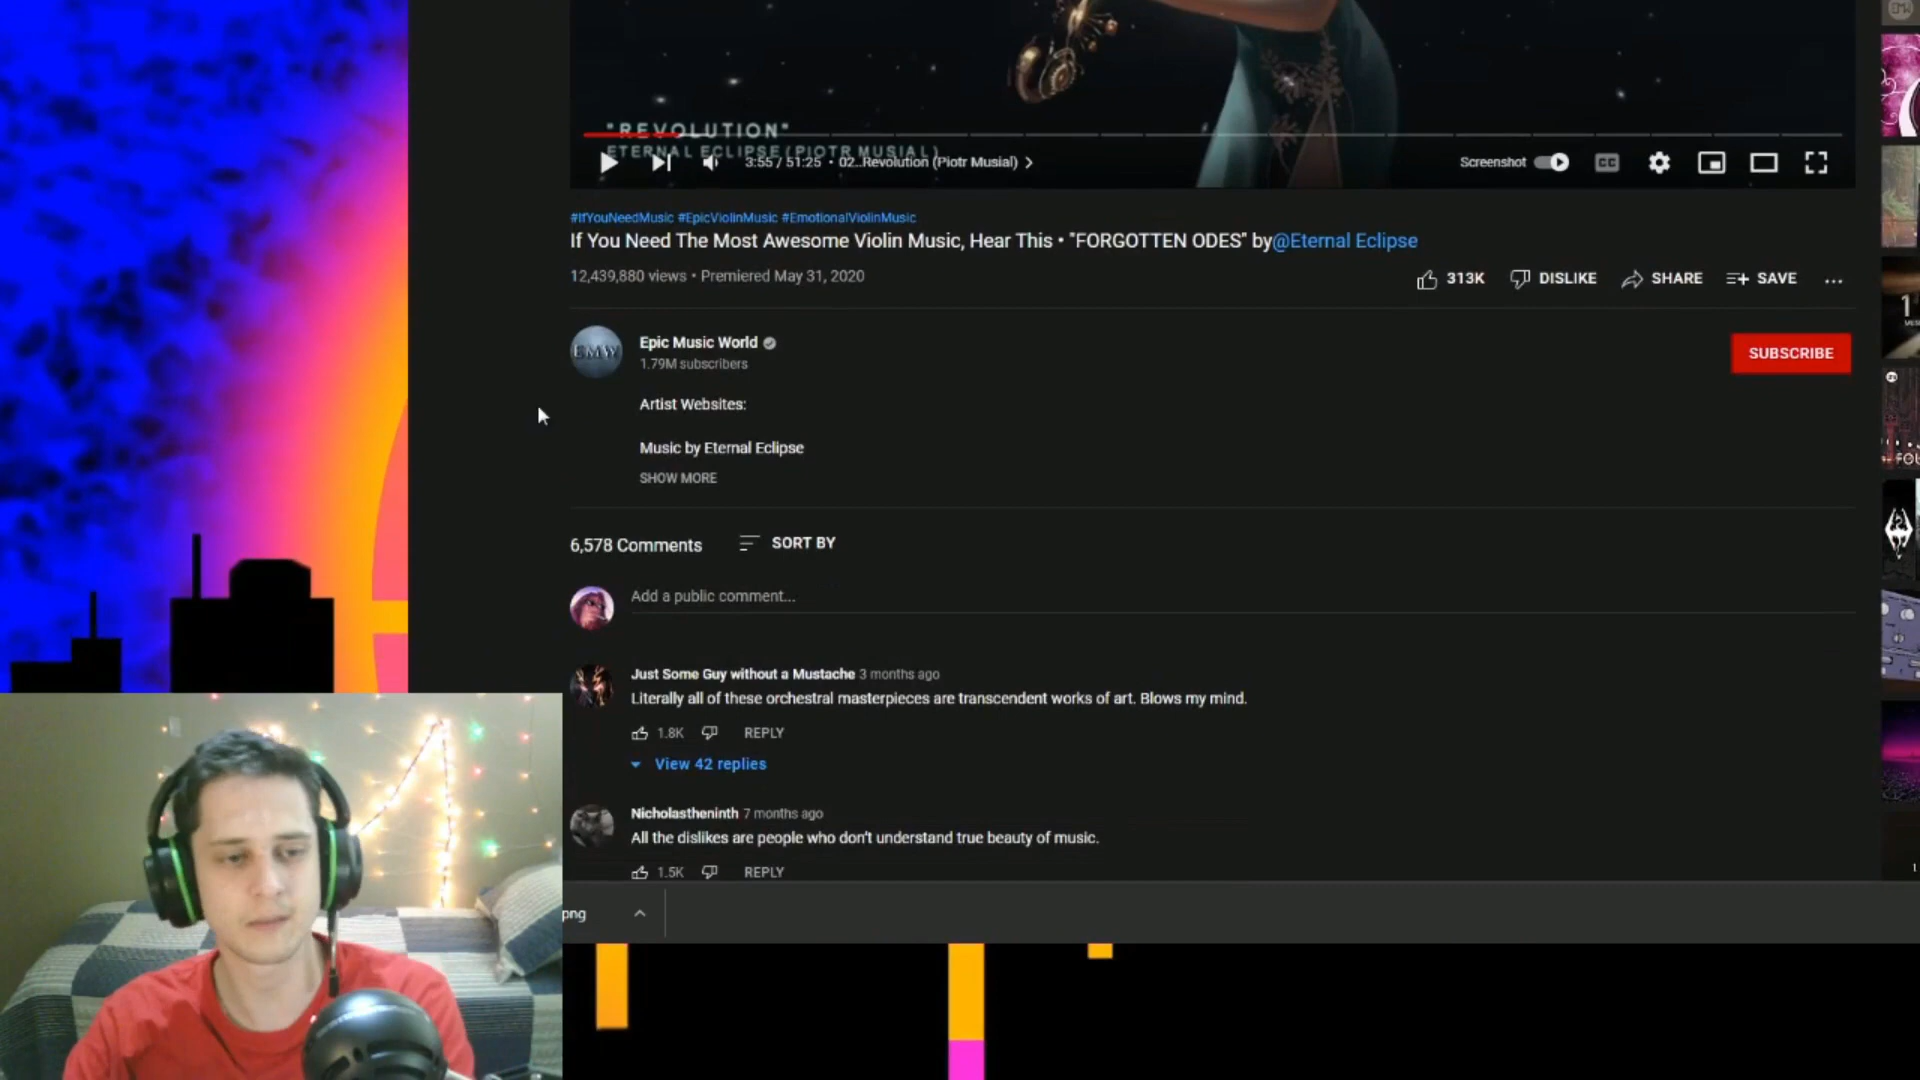 "REVOLUTION"
ETERNAL ECLIPSE (PIOTR MUSIAL)
3:55 / 51:25 • 02...Revolution (Piotr Musial)
Screenshot
CC
#IfYouNeedMusic #EpicViolinMusic #EmotionalViolinMusic
If You Need The Most Awesome Violin Music, Hear This • "FORGOTTEN ODES" by@Eternal Eclipse
12,439,880 views • Premiered May 31, 2020
313K DISLIKE SHARE SAVE ...
EMW
Epic Music World
1.79M subscribers
SUBSCRIBE
Artist Websites:
Music by Eternal Eclipse
SHOW MORE
6,578 Comments SORT BY
Add a public comment...
Just Some Guy without a Mustache 3 months ago
Literally all of these orchestral masterpieces are transcendent works of art. Blows my mind.
1.8K REPLY
View 42 replies
Nicholastheninth 7 months ago
All the dislikes are people who don't understand true beauty of music.
1.5K REPLY
png